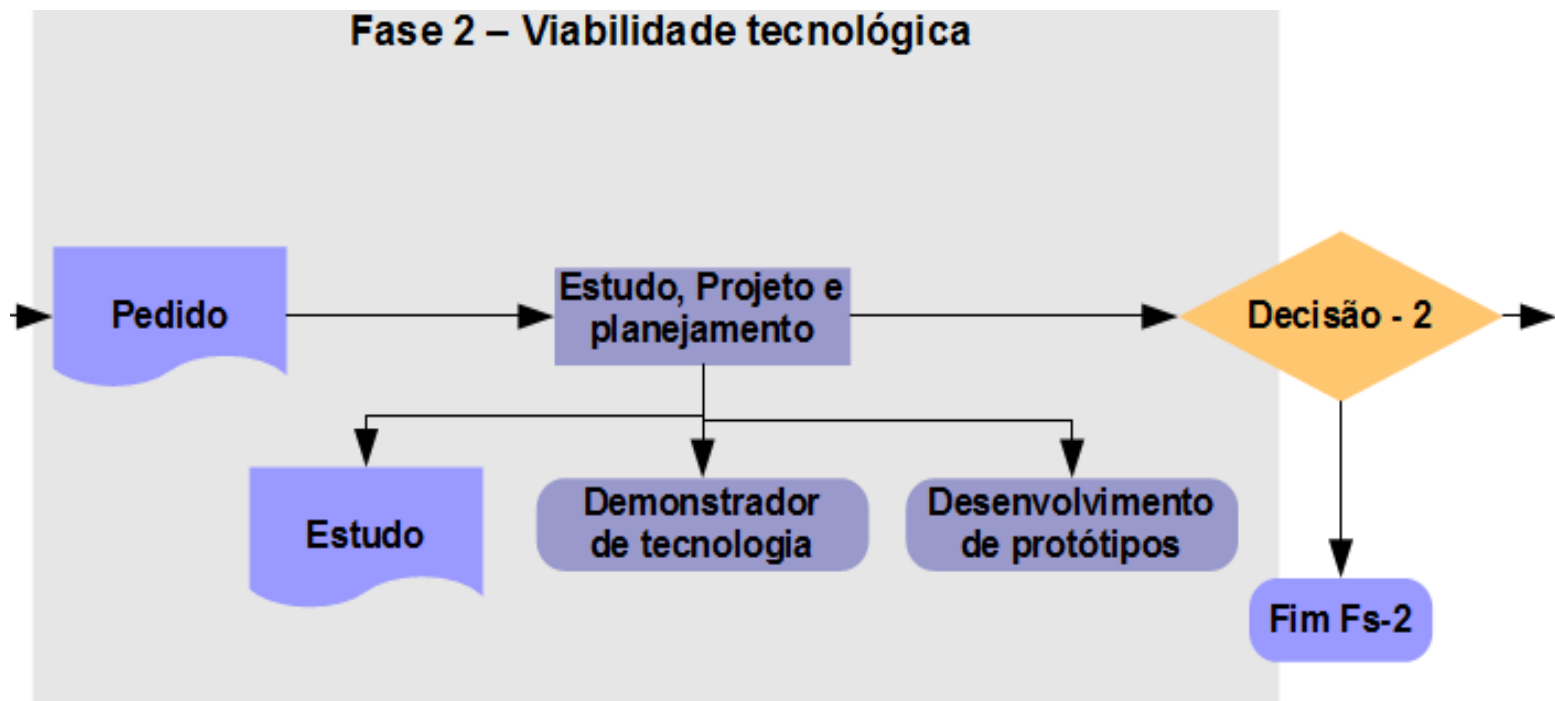 Fase 2 – Viabilidade tecnológica
Pedido
Estudo, Projeto e
planejamento
Decisão - 2
Estudo
Demonstrador
de tecnologia
Desenvolvimento
de protótipos
Fim Fs-2